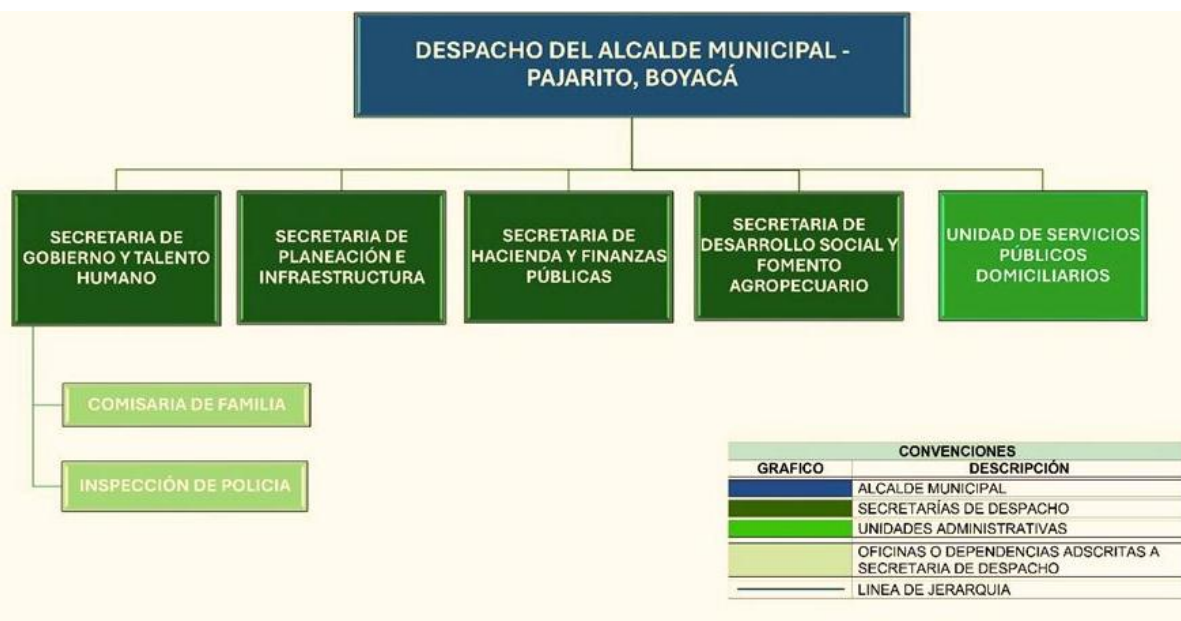 DESPACHO DEL ALCALDE MUNICIPAL -
PAJARITO, BOYACÁ
SECRETARIA DE
GOBIERNO Y TALENTO
HUMANO
SECRETARIA DE
PLANEACIÓN E
INFRAESTRUCTURA
SECRETARIA DE
HACIENDA Y FINANZAS
PÚBLICAS
SECRETARIA DE
DESARROLLO SOCIAL Y
FOMENTO
AGROPECUARIO
UNIDAD DE SERVICIOS
PÚBLICOS
DOMICILIARIOS
COMISARIA DE FAMILIA
INSPECCIÓN DE POLICIA
CONVENCIONES
GRAFICO DESCRIPCIÓN
ALCALDE MUNICIPAL
SECRETARÍAS DE DESPACHO
UNIDADES ADMINISTRATIVAS
OFICINAS O DEPENDENCIAS ADSCRITAS A
SECRETARIA DE DESPACHO
LINEA DE JERARQUIA